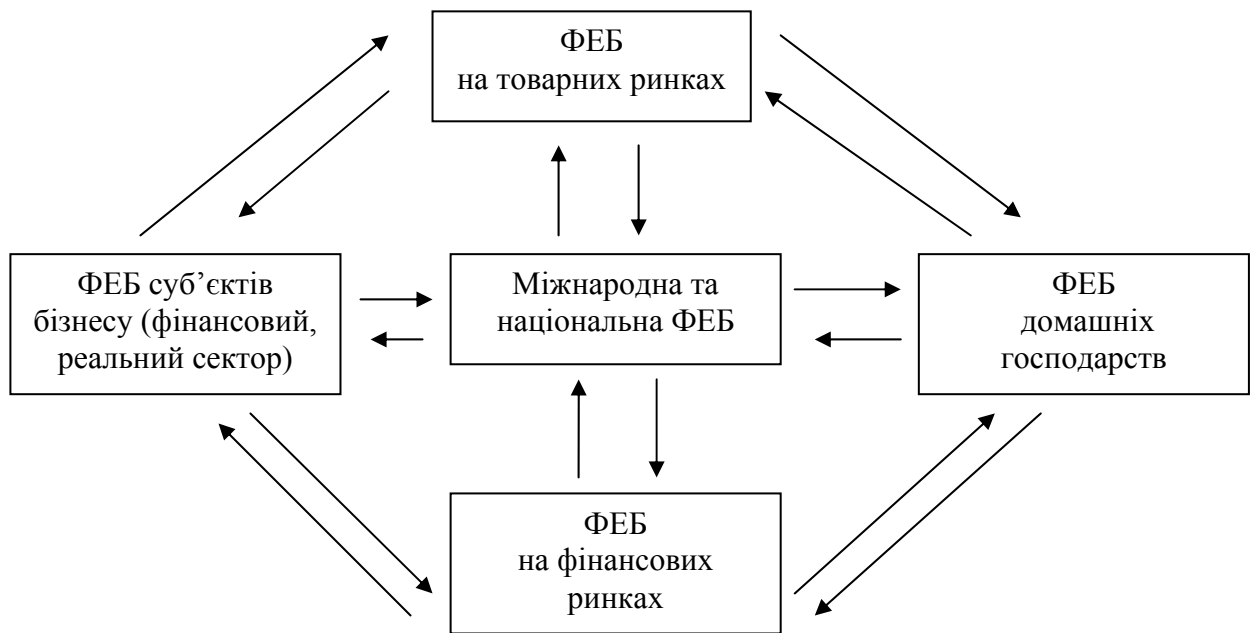 ФЕБ
на товарних ринках
ФЕБ суб’єктів
бізнесу (фінансовий,
реальний сектор)
Міжнародна та
національна ФЕБ
ФЕБ
домашніх
господарств
ФЕБ
на фінансових
ринках